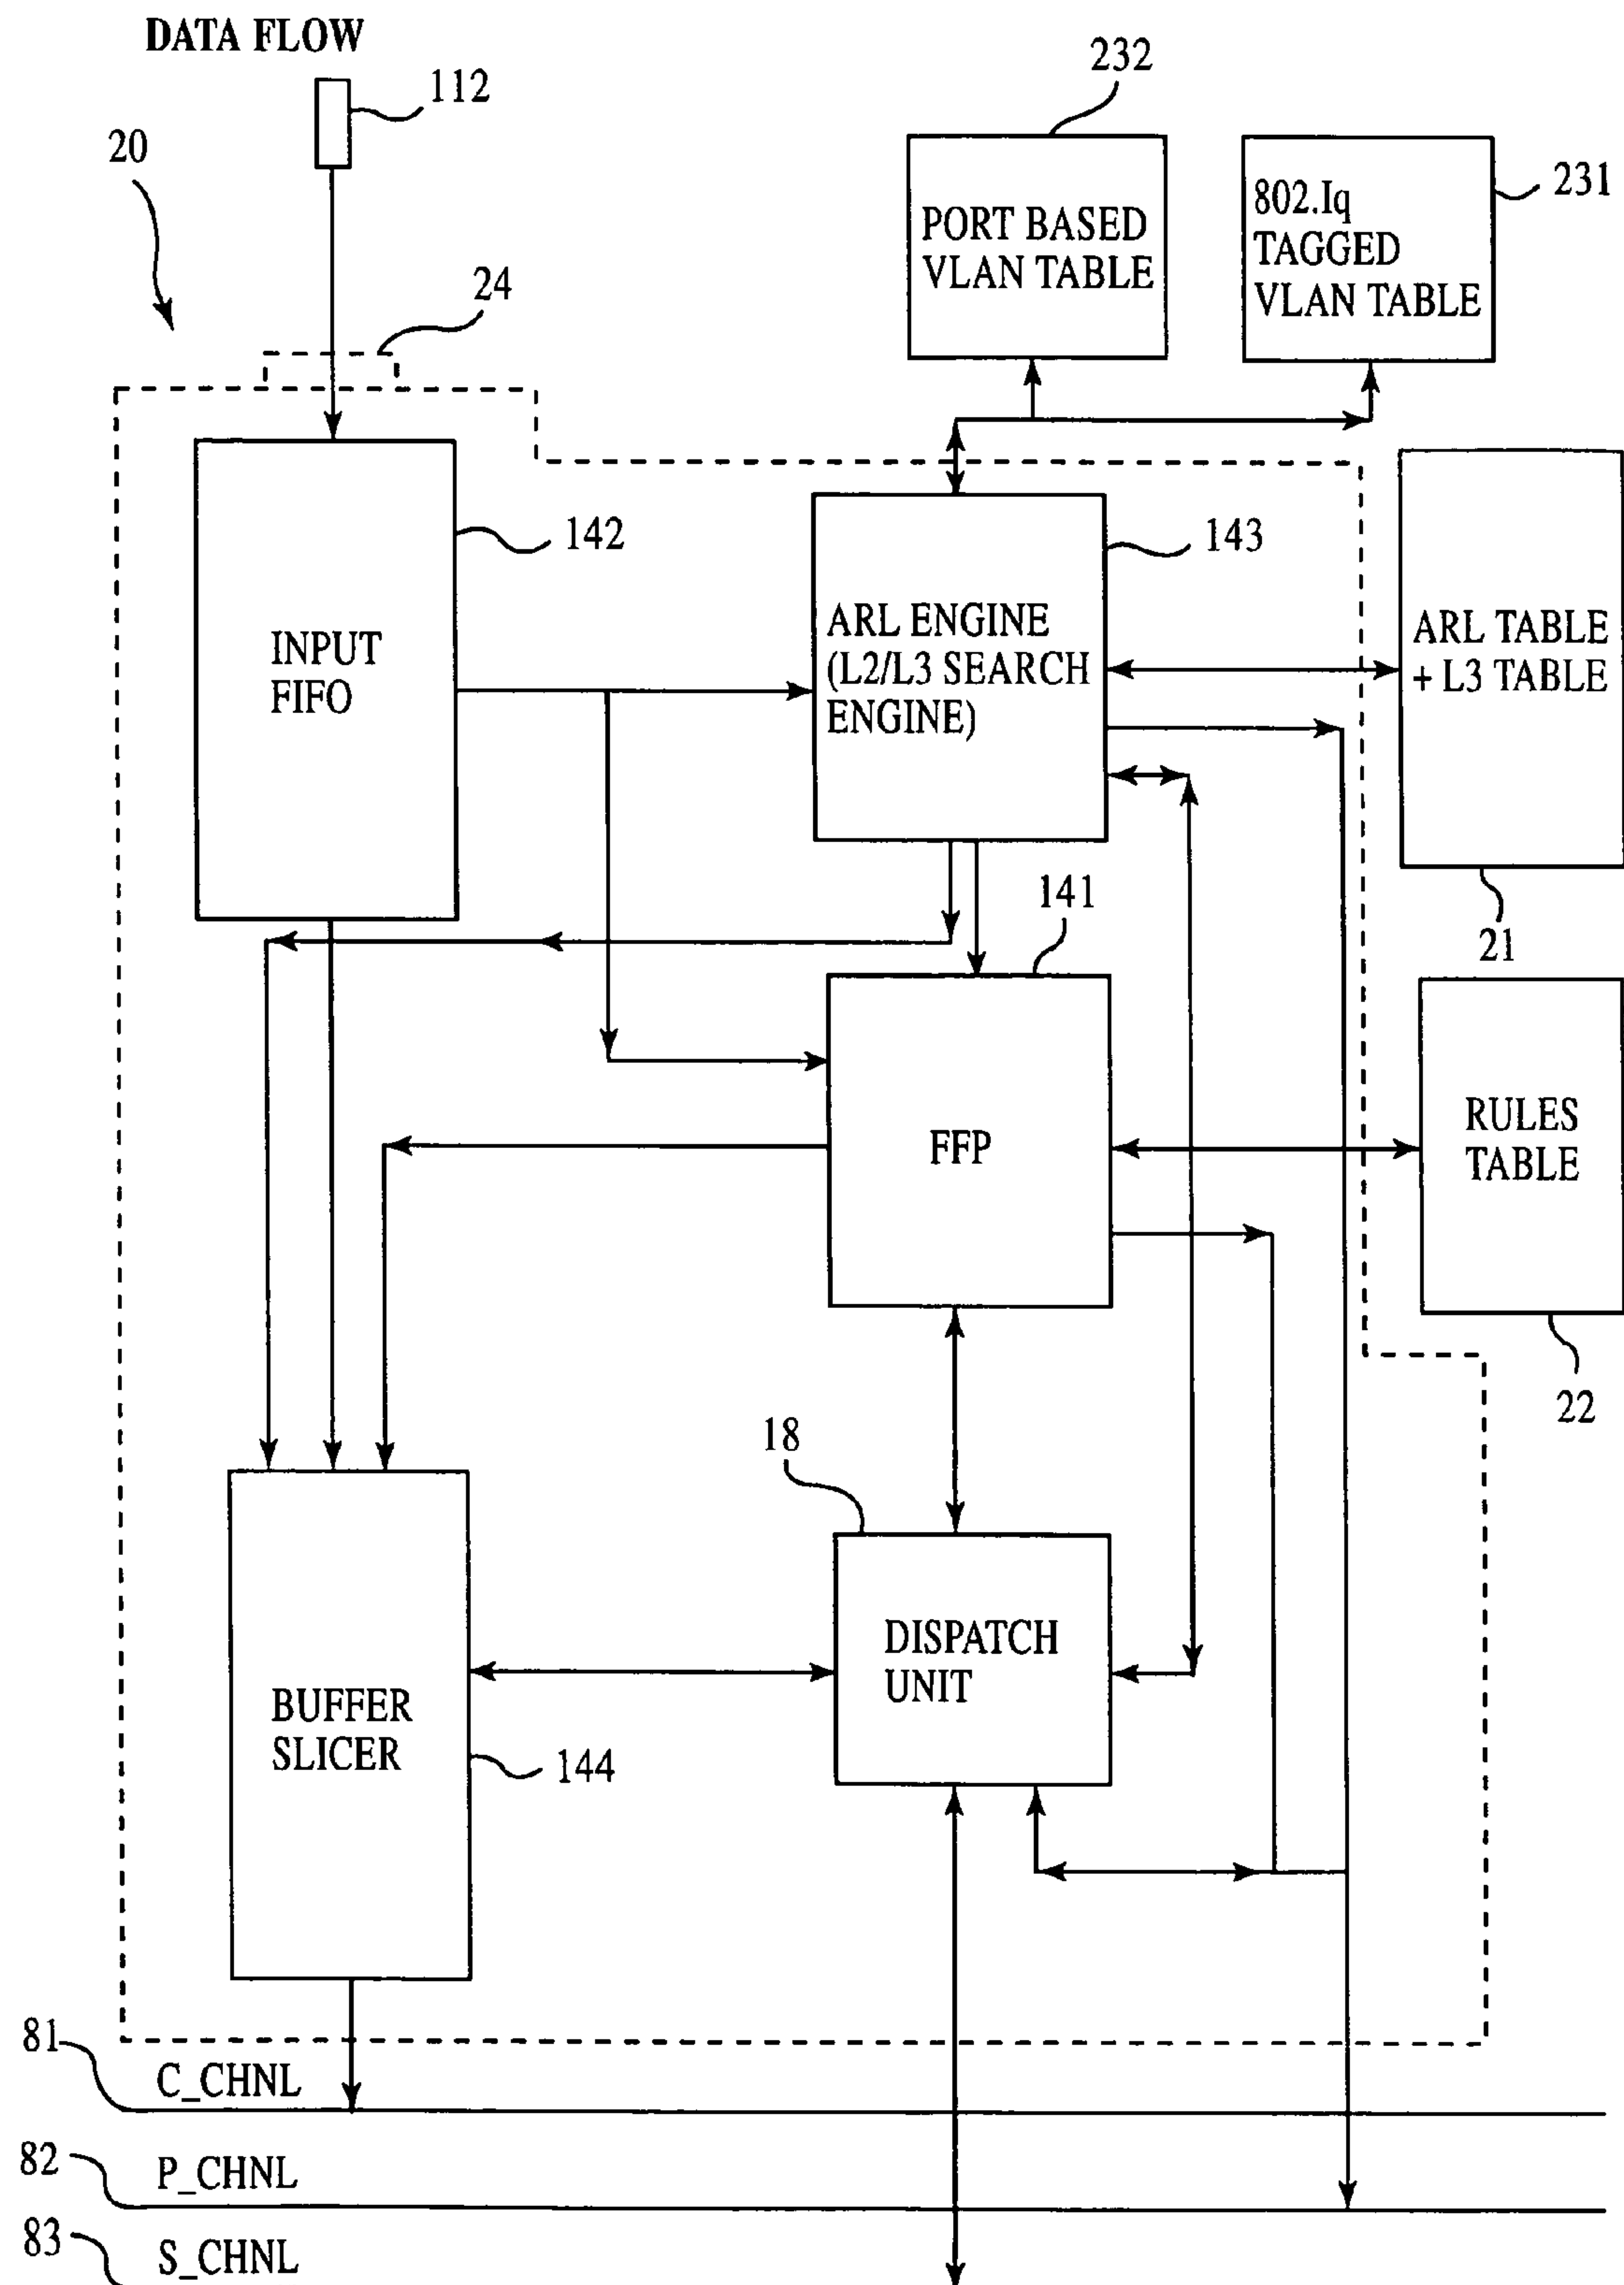 DATA FLOW
112
20
24
232
231
PORT BASED
VLAN TABLE
802.Iq
TAGGED
VLAN TABLE
142
143
INPUT
FIFO
ARL ENGINE
(L2/L3 SEARCH
ENGINE)
ARL TABLE
+ L3 TABLE
21
141
FFP
RULES
TABLE
22
18
DISPATCH
UNIT
BUFFER
SLICER
144
81
C_CHNL
82
P_CHNL
83
S_CHNL